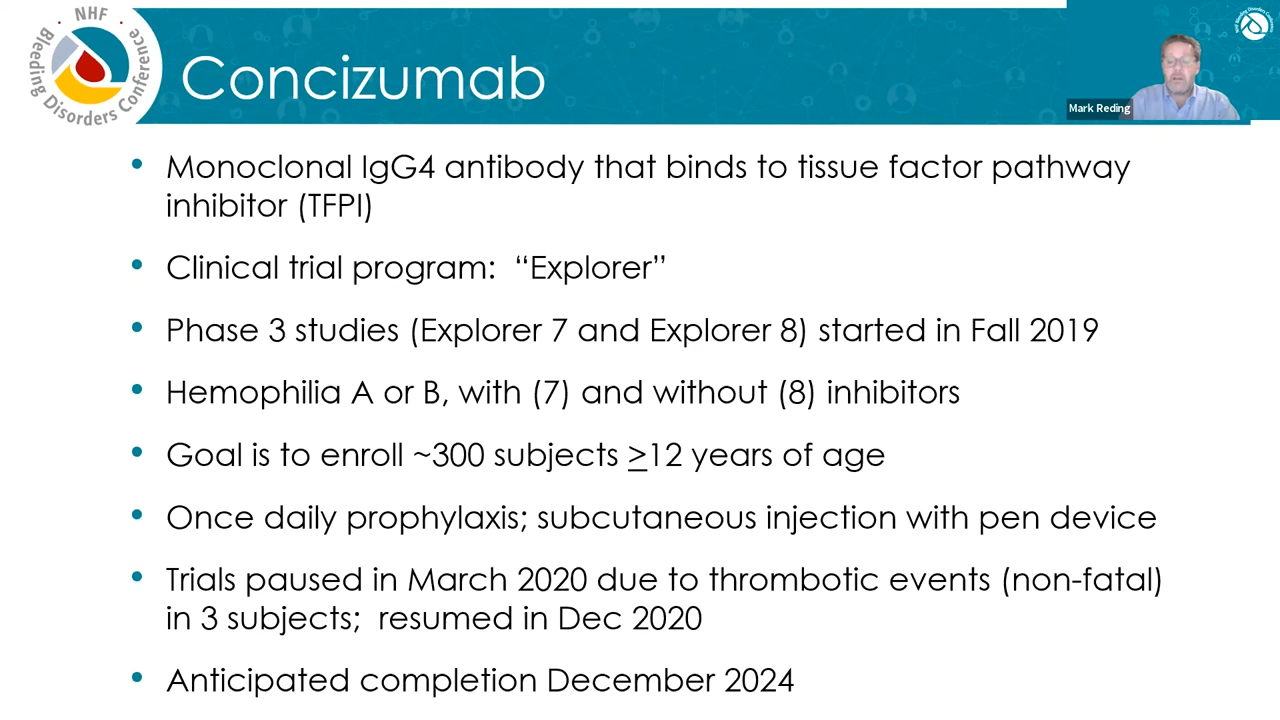 NHF
Bleeding Disorders Conference
Concizumab
Mark Reding
• Monoclonal IgG4 antibody that binds to tissue factor pathway
inhibitor (TFPI)
• Clinical trial program:  “Explorer”
• Phase 3 studies (Explorer 7 and Explorer 8) started in Fall 2019
• Hemophilia A or B, with (7) and without (8) inhibitors
• Goal is to enroll ~300 subjects ≥12 years of age
• Once daily prophylaxis; subcutaneous injection with pen device
• Trials paused in March 2020 due to thrombotic events (non-fatal)
in 3 subjects;  resumed in Dec 2020
• Anticipated completion December 2024